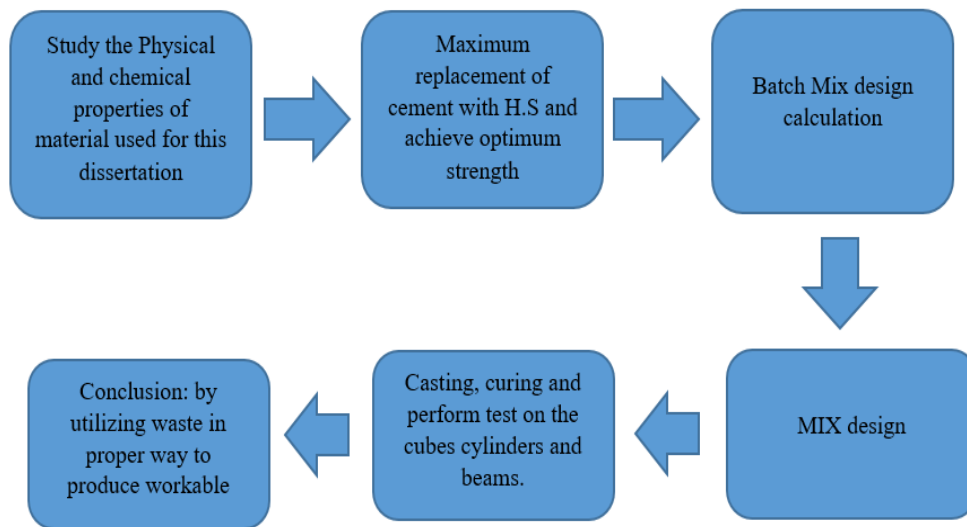 Study the Physical
and chemical
properties of
material used for this
dissertation
Maximum
replacement of
cement with H.S and
achieve optimum
strength
Batch Mix design
calculation
MIX design
Casting, curing and
perform test on the
cubes cylinders and
beams.
Conclusion: by
utilizing waste in
proper way to
produce workable